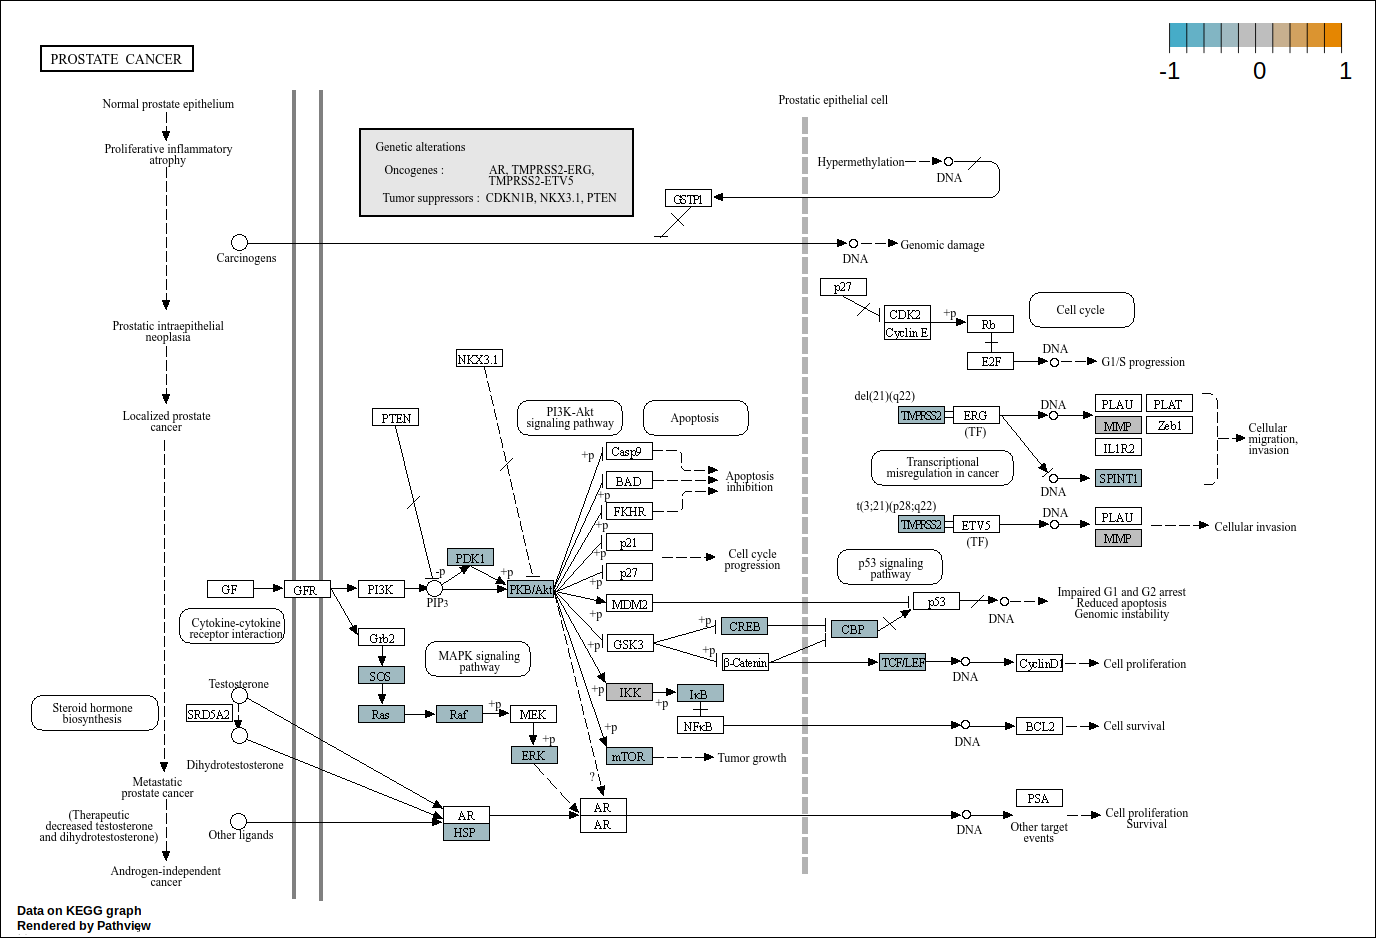 PROSTATE CANCER
-1 0 1
Normal prostate epithelium
Proliferative inflammatory
atrophy
Prostatic intraepithelial
neoplasia
Localized prostate
cancer
Metastatic
prostate cancer
(Therapeutic
decreased testosterone
and dihydrotestosterone)
Androgen-independent
cancer
Genetic alterations
Oncogenes : AR, TMPRSS2-ERG,
TMPRSS2-ETV5
Tumor suppressors : CDKN1B, NKX3.1, PTEN
Prostatic epithelial cell
Hypermethylation
DNA
GSTP1
Carcinogens
DNA
Genomic damage
p27
CDK2
Cyclin E
+p
Rb
E2F
Cell cycle
DNA
G1/S progression
NKX3.1
PTEN
PI3K-Akt
signaling pathway
Apoptosis
del(21)(q22)
TMPRSS2
ERG
(TF)
DNA
PLAU
PLAT
MMP
Zeb1
IL1R2
Cellular
migration,
invasion
Transcriptional
misregulation in cancer
DNA
SPINT1
t(3;21)(p28;q22)
TMPRSS2
ETV5
(TF)
DNA
PLAU
MMP
Cellular invasion
+p
Casp9
BAD
+p
FKHR
+p
p21
+p
p27
+p
MDM2
+p
GSK3
+p
Apoptosis
inhibition
Cell cycle
progression
PDK1
-p
+p
GF
GFR
PI3K
PIP3
PKB/Akt
p53 signaling
pathway
p53
DNA
Impaired G1 and G2 arrest
Reduced apoptosis
Genomic instability
Cytokine-cytokine
receptor interaction
Grb2
SOS
Ras
Raf
+p
MEK
+p
ERK
MAPK signaling
pathway
+p
CREB
CBP
+p
β-Catenin
TCF/LEF
DNA
CyclinD1
Cell proliferation
+p
IKK
+p
IκB
NFκB
DNA
BCL2
Cell survival
+p
mTOR
Tumor growth
?
Steroid hormone
biosynthesis
Testosterone
SRD5A2
Dihydrotestosterone
Other ligands
AR
HSP
AR
AR
DNA
PSA
Other target
events
Cell proliferation
Survival
Data on KEGG graph
Rendered by Pathview